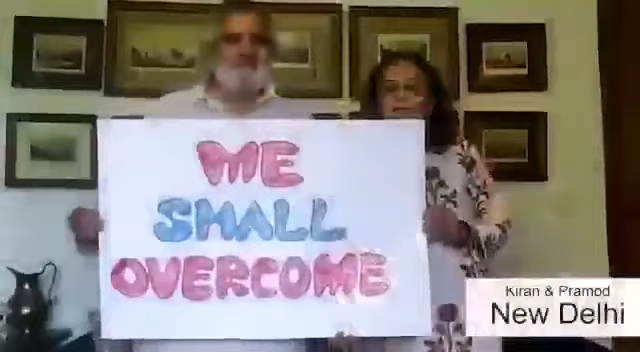 WE
SHALL
OVERCOME
Kiran & Pramod
New Delhi